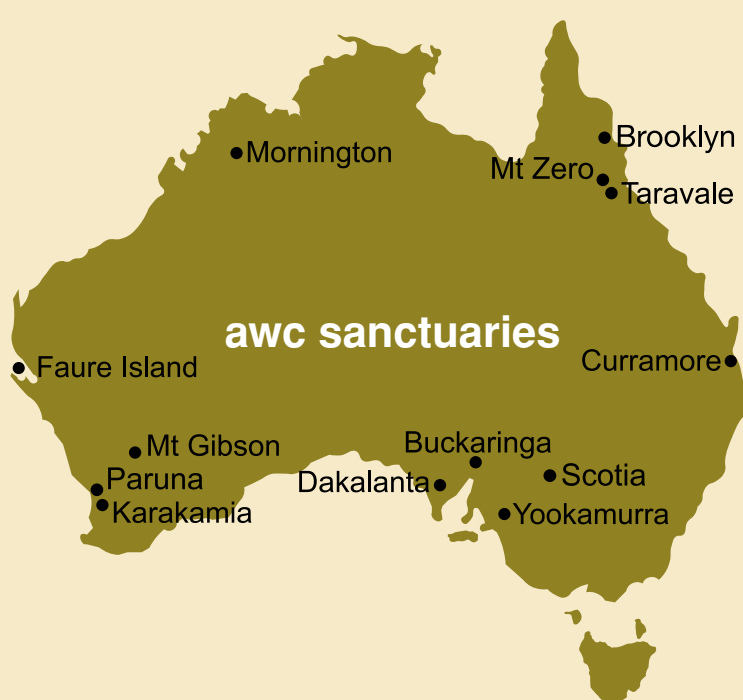 Brooklyn
Mornington
Mt Zero
Taravale
awc sanctuaries
Curramore
Faure Island
Buckaringa
Mt Gibson
Scotia
Paruna
Dakalanta
Karakamia
Yookamurra